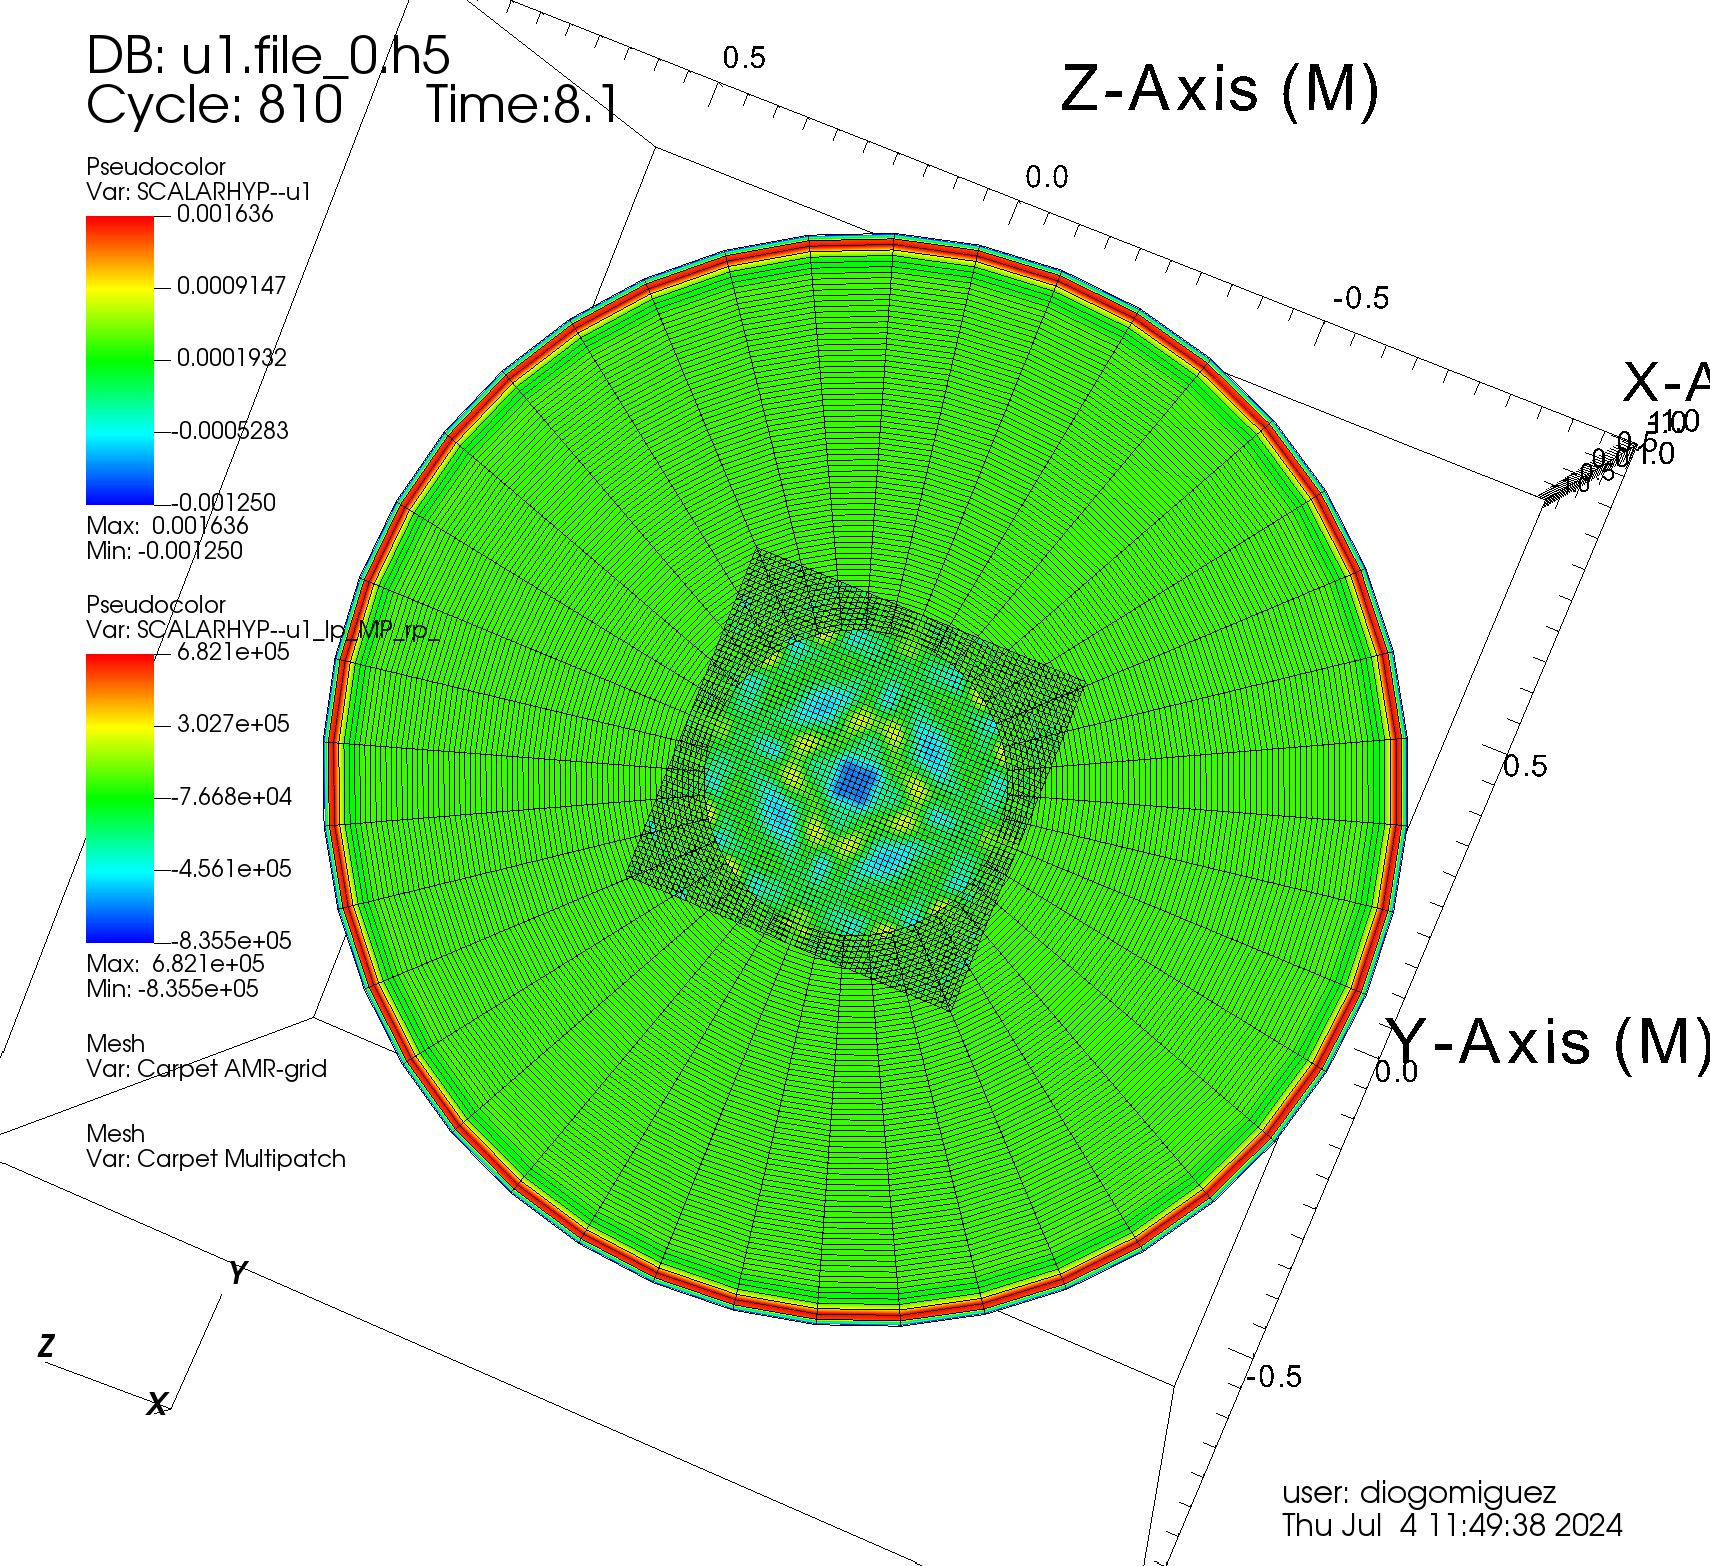 DB: u1.file_0.h5
Cycle: 810 Time:8.1
Pseudocolor
Var: SCALARHYP--u1
0.001636
0.0009147
0.0001932
-0.0005283
-0.001250
Max: 0.001636
Min: -0.001250
Pseudocolor
Var: SCALARHYP--u1_lp_MP_rp_
6.821e+05
3.027e+05
-7.668e+04
-4.561e+05
-8.355e+05
Max: 6.821e+05
Min: -8.355e+05
Mesh
Var: Carpet AMR-grid
Mesh
Var: Carpet Multipatch
Z-Axis (M)
0.5
0.0
-0.5
X-A
Y-Axis (M)
0.5
0.0
-0.5
Y
Z
X
user: diogomiguez
Thu Jul 4 11:49:38 2024